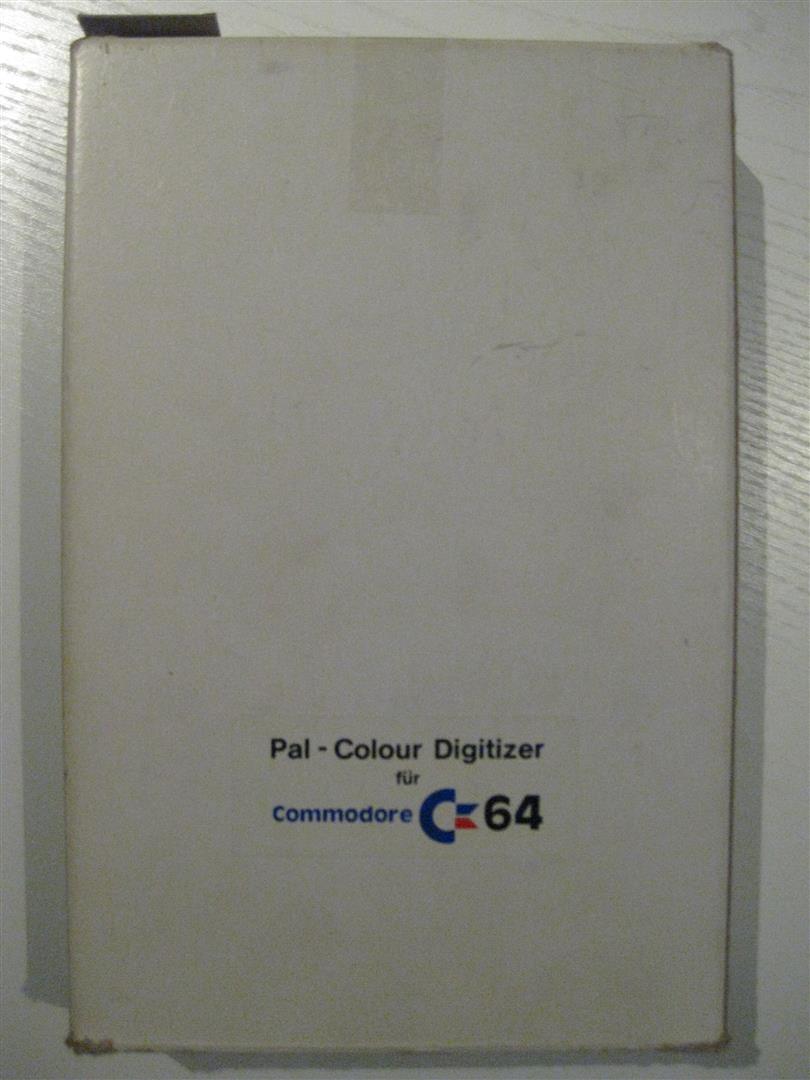 Pal - Colour Digitizer
für
Commodore C 64